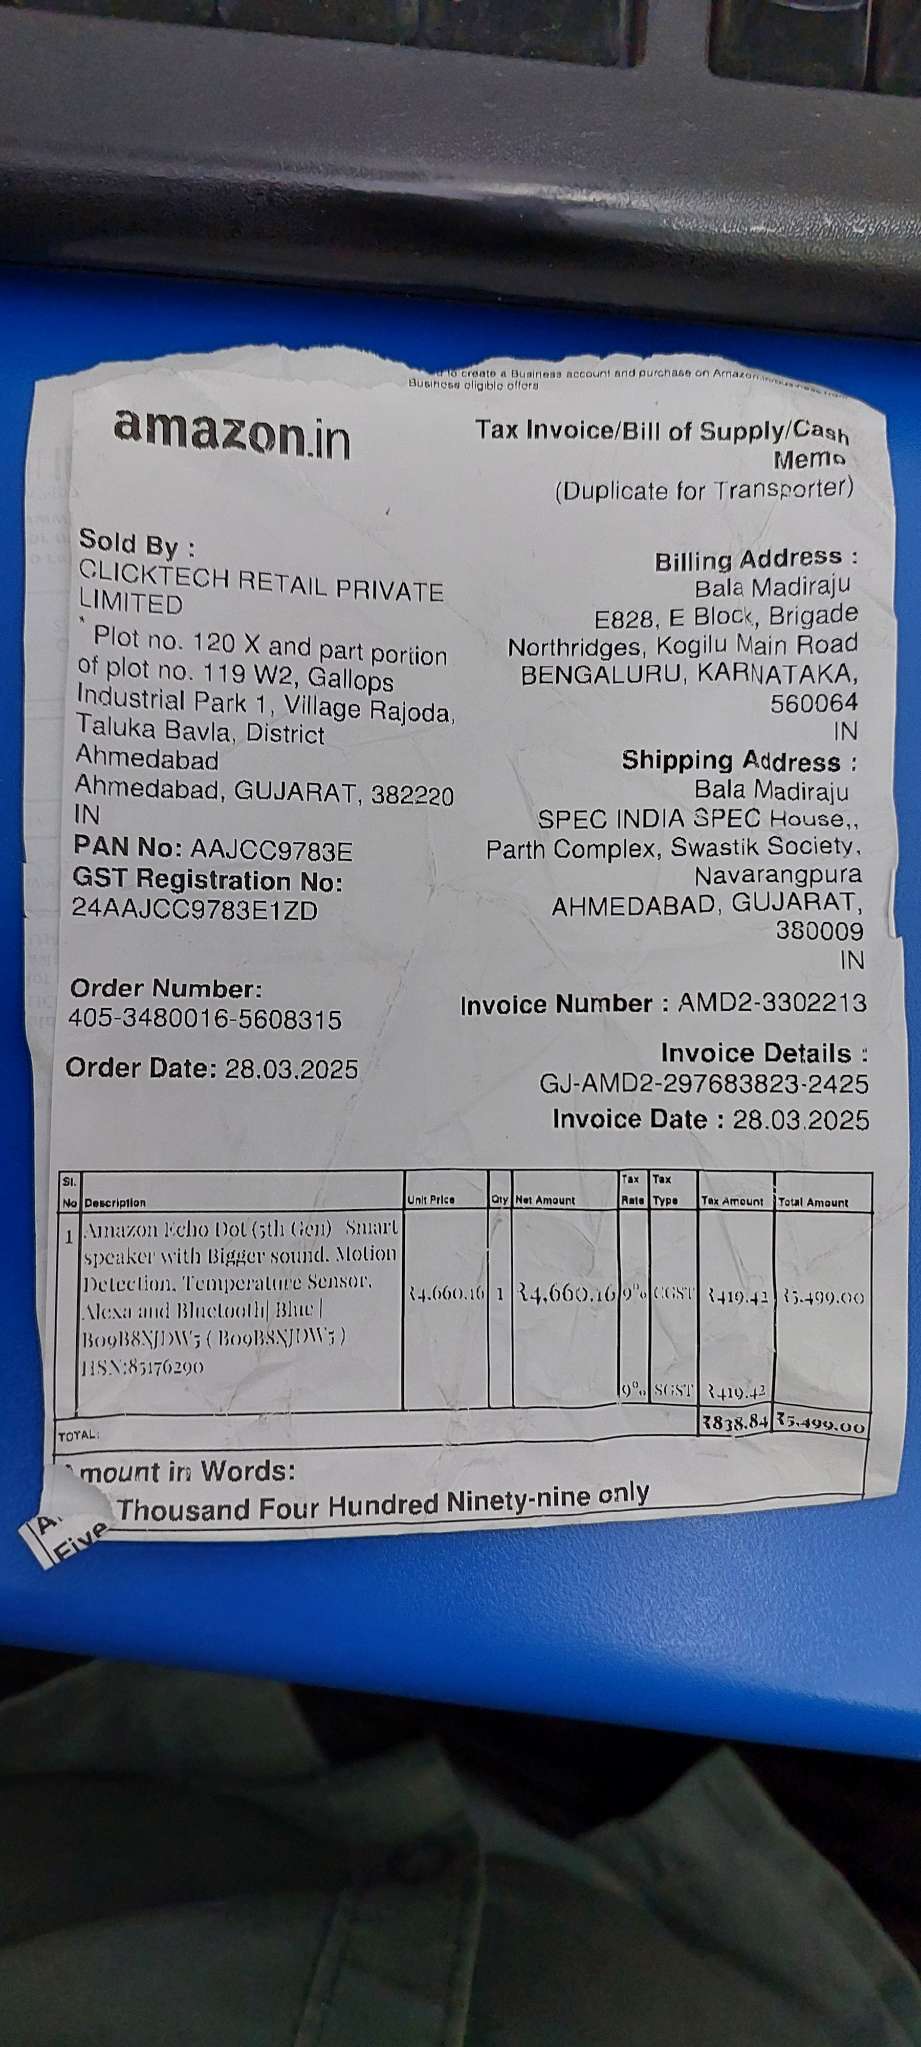 to create a Business account and purchase on Amazon
Business eligible offers
amazon.in
Tax Invoice/Bill of Supply/Cash
Memo
(Duplicate for Transporter)
Sold By :
CLICKTECH RETAIL PRIVATE
LIMITED
* Plot no. 120 X and part portion
of plot no. 119 W2, Gallops
Industrial Park 1, Village Rajoda,
Taluka Bavla, District
Ahmedabad
Ahmedabad, GUJARAT, 382220
IN
PAN No: AAJCC9783E
GST Registration No:
24AAJCC9783E1ZD
Billing Address :
Bala Madiraju
E828, E Block, Brigade
Northridges, Kogilu Main Road
BENGALURU, KARNATAKA,
560064
IN
Shipping Address :
Bala Madiraju
SPEC INDIA SPEC House,,
Parth Complex, Swastik Society,
Navarangpura
AHMEDABAD, GUJARAT,
380009
IN
Order Number:
405-3480016-5608315
Order Date: 28.03.2025
Invoice Number : AMD2-3302213
Invoice Details :
GJ-AMD2-297683823-2425
Invoice Date : 28.03.2025
Sl. No Description Unit Price Qty Net Amount Tax Rate Tax Type Tax Amount Total Amount
1 Amazon Echo Dot (5th Gen) Smart
speaker with Bigger sound, Motion
Detection, Temperature Sensor,
Alexa and Bluetooth| Blue |
B09B8XJDW5 ( B09B8XJDW5 )
HSN:85176290
₹4,660.16 1 ₹4,660.16 9% CGST ₹419.42 ₹5,499.00
9% SGST ₹419.42
TOTAL: ₹838.84 ₹5,499.00
Amount in Words:
Five Thousand Four Hundred Ninety-nine only